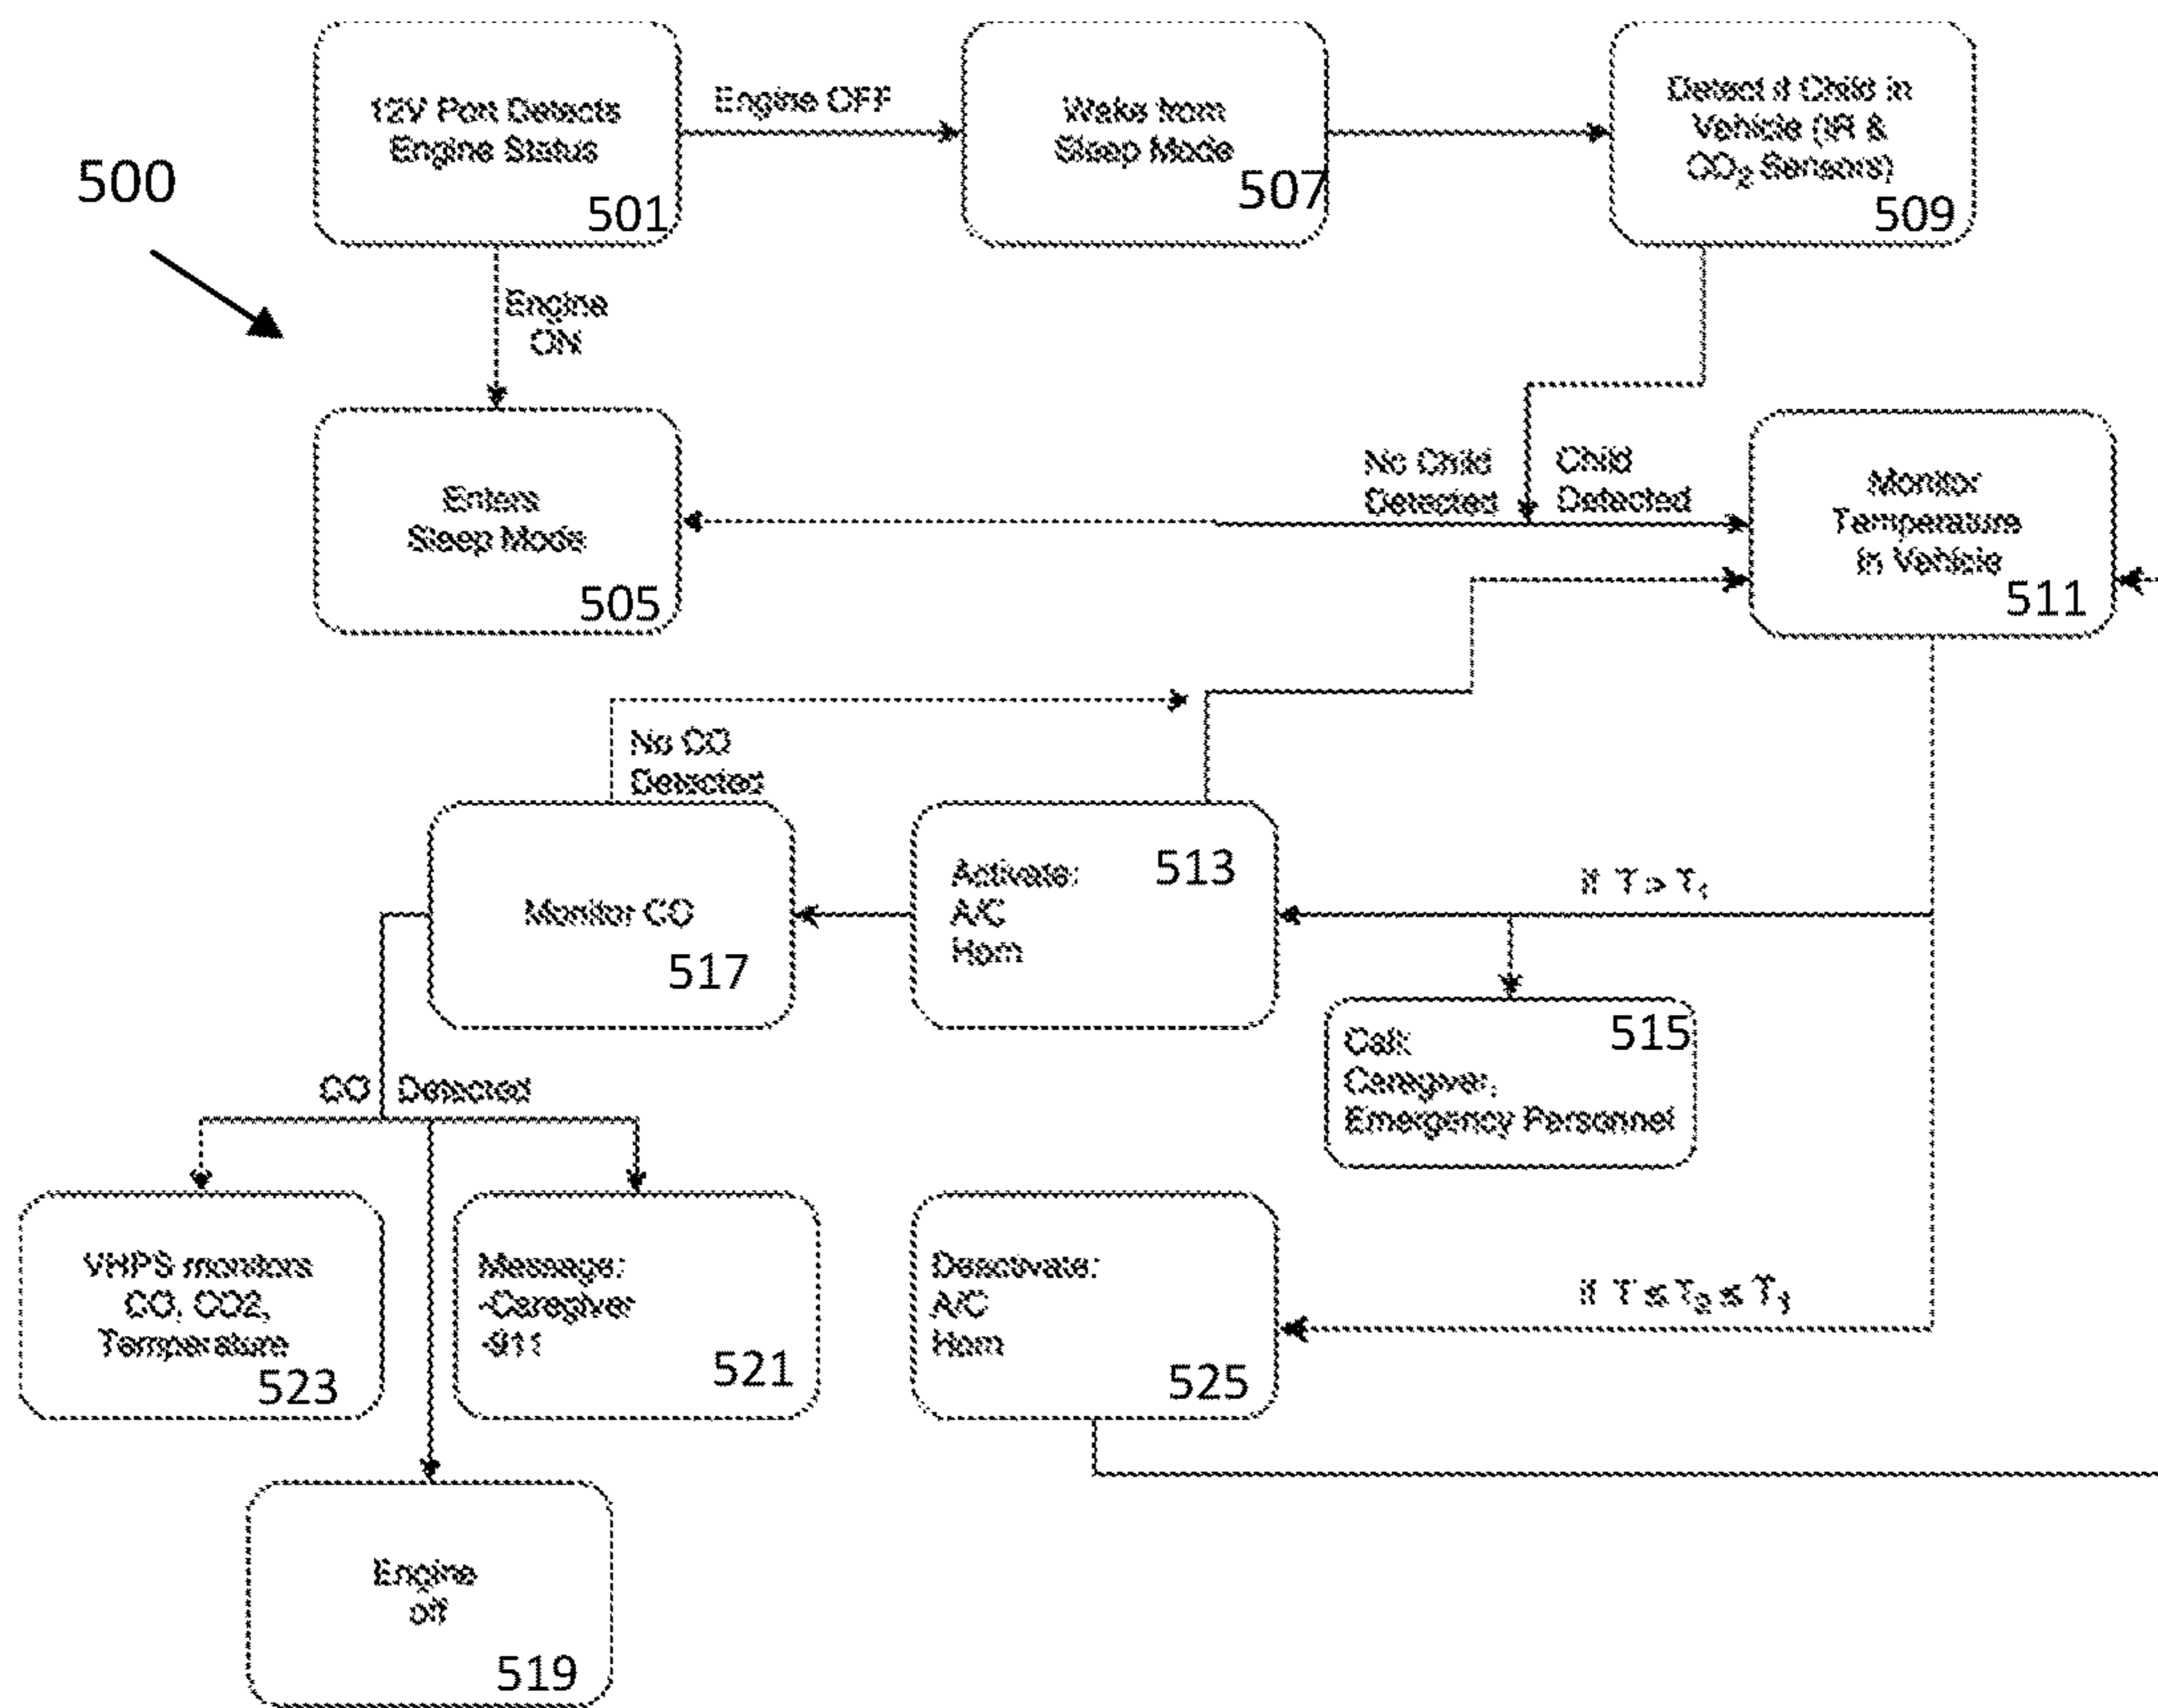 12V Port Detects
Engine Status
501
Engine OFF
Wake from
Sleep Mode
507
Detect if Child in
Vehicle (IR &
CO₂ Sensors)
509
500
Engine
ON
Enters
Sleep Mode
505
No Child
Detected
Child
Detected
Monitor
Temperature
in Vehicle
511
No CO
Detected
Monitor CO
517
513
Activate:
A/C
Horn
If T > T₁
515
Call:
Caregiver,
Emergency Personnel
CO Detected
VHPS monitors
CO, CO2,
Temperature
523
Message:
-Caregiver
-911
521
Deactivate:
A/C
Horn
525
If T ≤ T₂ ≤ T₁
Engine
off
519